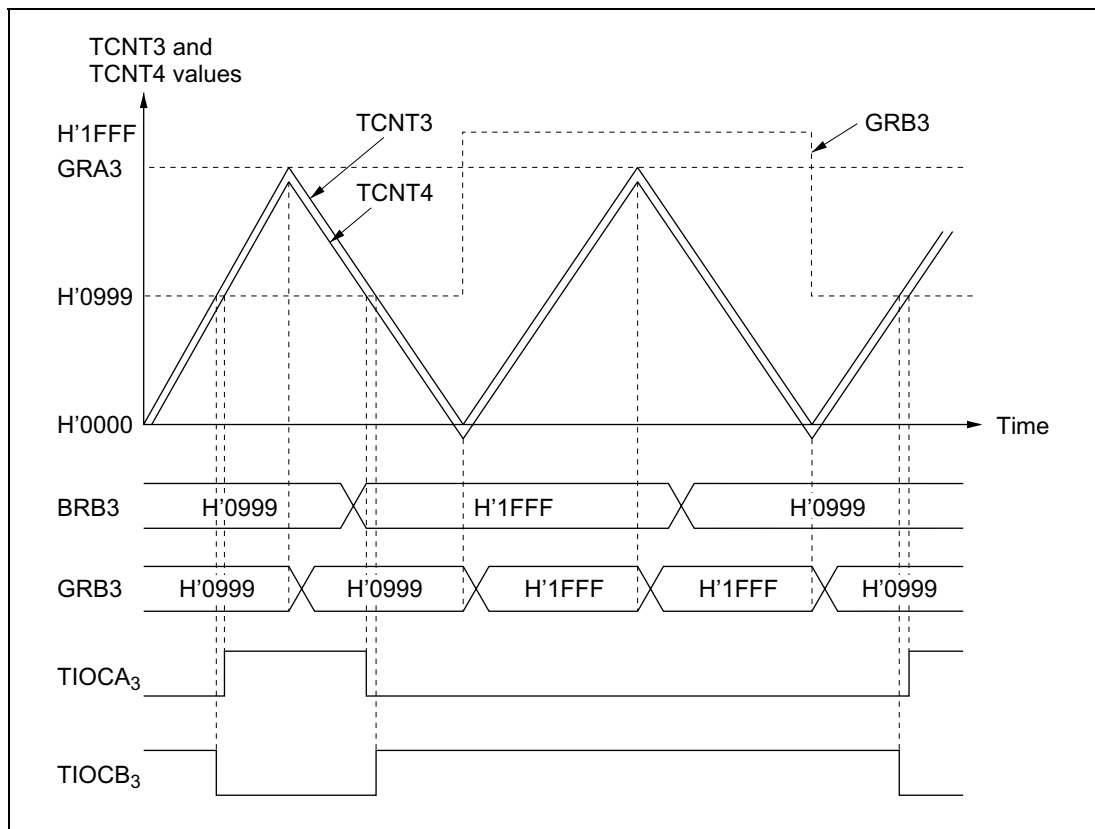 TCNT3 and
TCNT4 values
H'1FFF
GRA3
TCNT3
TCNT4
GRB3
H'0999
H'0000
Time
BRB3 H'0999 H'1FFF H'0999
GRB3 H'0999 H'0999 H'1FFF H'1FFF H'0999
TIOCA3
TIOCB3